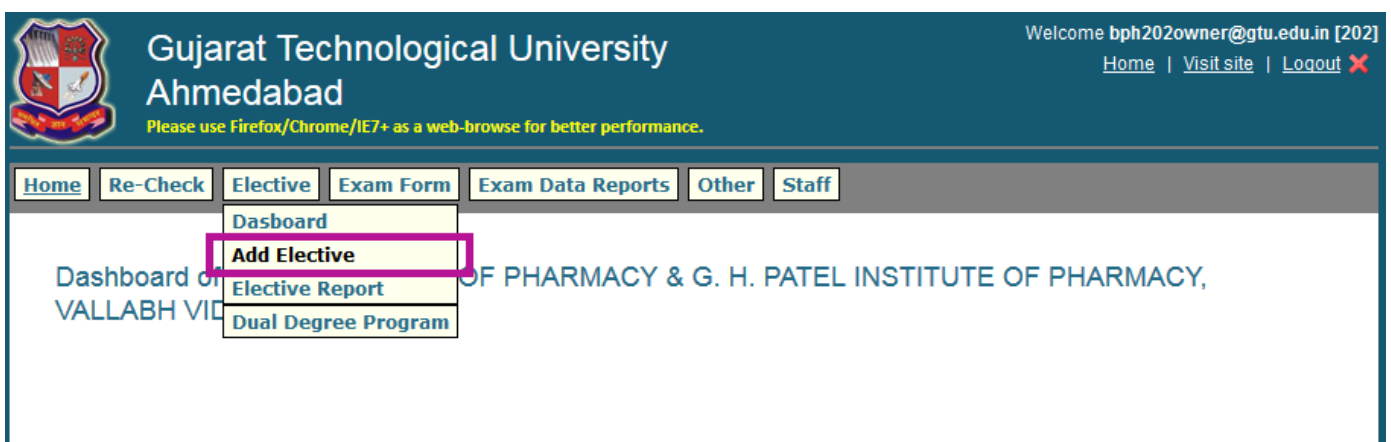 Gujarat Technological University
Ahmedabad
Please use Firefox/Chrome/IE7+ as a web-browse for better performance.
Welcome bph202owner@gtu.edu.in [202]
Home | Visit site | Logout
Home Re-Check Elective Exam Form Exam Data Reports Other Staff
Dasboard
Add Elective
Elective Report
Dual Degree Program
Dashboard of OF PHARMACY & G. H. PATEL INSTITUTE OF PHARMACY,
VALLABH